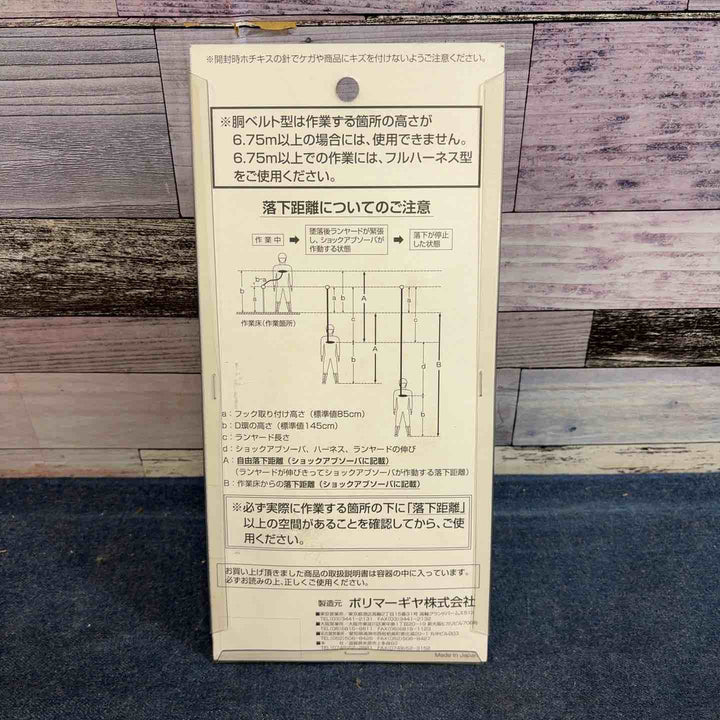 ※開封時ホチキスの針でケガや商品にキズを付けないようご注意ください。
※胴ベルト型は作業する箇所の高さが
6.75m以上の場合には、使用できません。
6.75m以上での作業には、フルハーネス型
をご使用ください。
落下距離についてのご注意
作業中
墜落後ランヤードが緊張
し、ショックアブソーバが
作動する状態
落下が停止
した状態
b-a
b
a
a
b
c
A
A
a
c
d
A
B
作業床(作業箇所)
a：フック取り付け高さ（標準値85cm）
b：D環の高さ（標準値145cm）
c：ランヤード長さ
d：ショックアブソーバ、ハーネス、ランヤードの伸び
A：自由落下距離（ショックアブソーバに記載）
（ランヤードが伸びきってショックアブソーバが作動する落下距離）
B：作業床からの落下距離（ショックアブソーバに記載）
※必ず実際に作業する箇所の下に「落下距離」
以上の空間があることを確認してから、ご使
用ください。
お買い上げ頂きました商品の取扱説明書は容器の中に入っています。
必ずお読みの上、正しくご使用ください。
製造元 ポリマーギヤ株式会社
Made in Japan